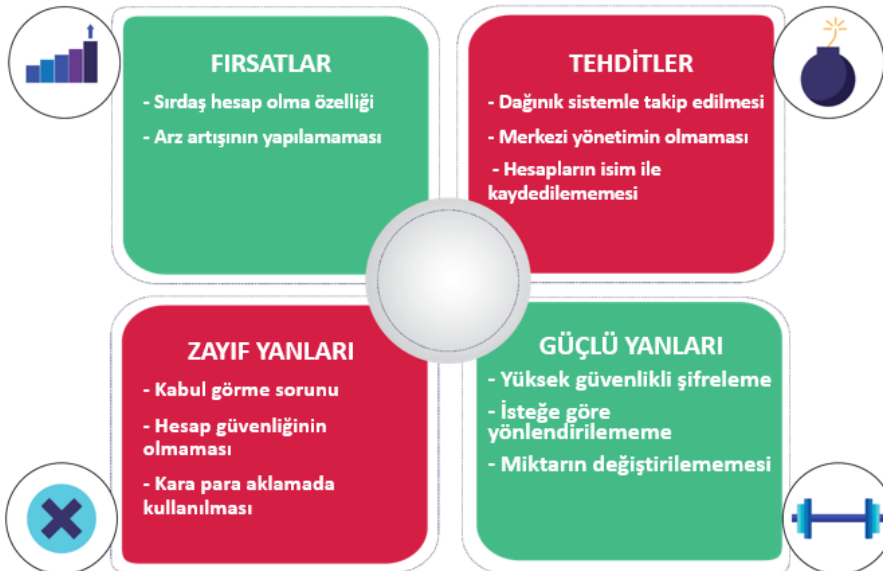 FIRSATLAR
- Sırdaş hesap olma özelliği
- Arz artışının yapılamaması
TEHDİTLER
- Dağınık sistemle takip edilmesi
- Merkezi yönetimin olmaması
- Hesapların isim ile
kaydedilememesi
ZAYIF YANLARI
- Kabul görme sorunu
- Hesap güvenliğinin
olmaması
- Kara para aklamada
kullanılması
GÜÇLÜ YANLARI
- Yüksek güvenlikli şifreleme
- İsteğe göre
yönlendirilememe
- Miktarın değiştirilememesi